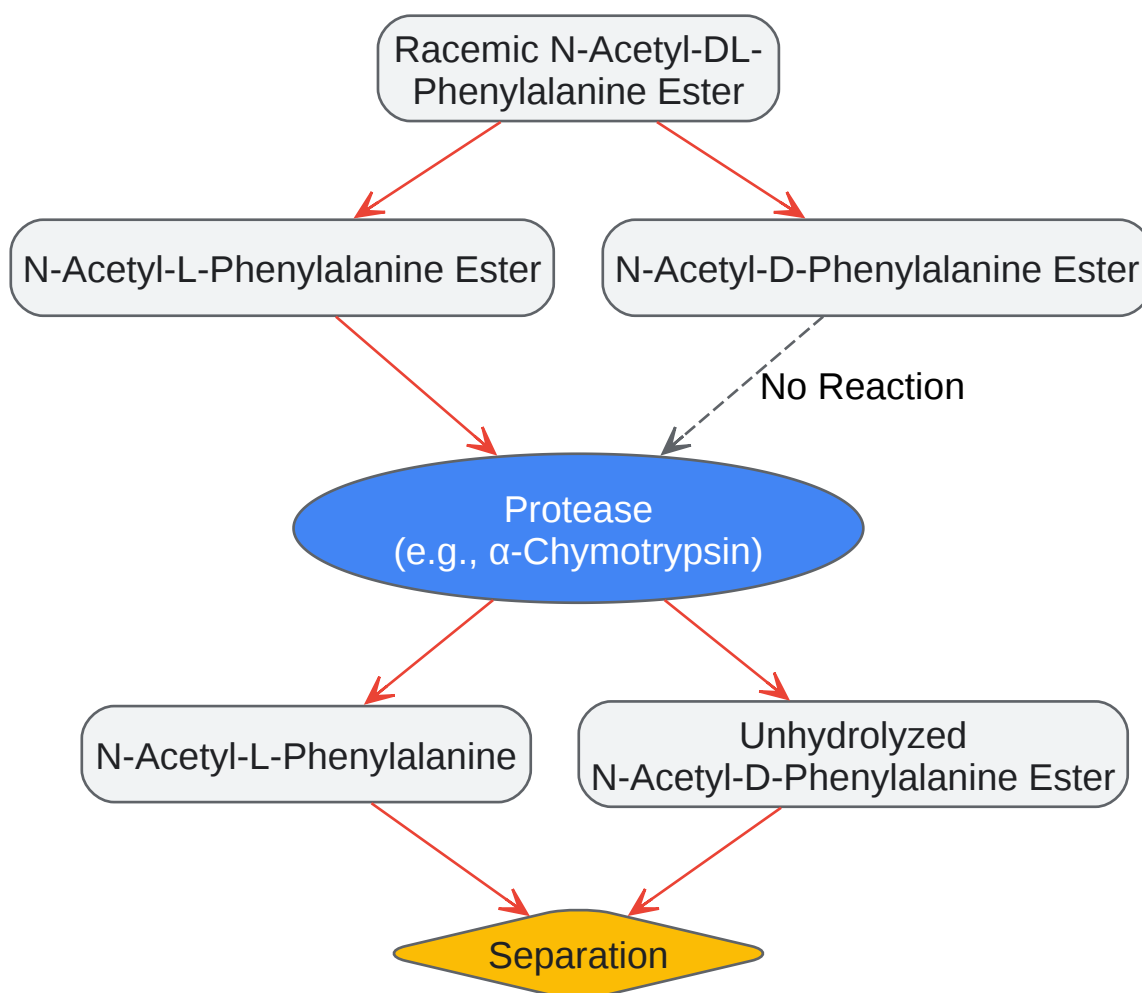 Racemic N-Acetyl-DL-
Phenylalanine Ester
N-Acetyl-L-Phenylalanine Ester
N-Acetyl-D-Phenylalanine Ester
No Reaction
Protease
(e.g., α-Chymotrypsin)
N-Acetyl-L-Phenylalanine
Unhydrolyzed
N-Acetyl-D-Phenylalanine Ester
Separation